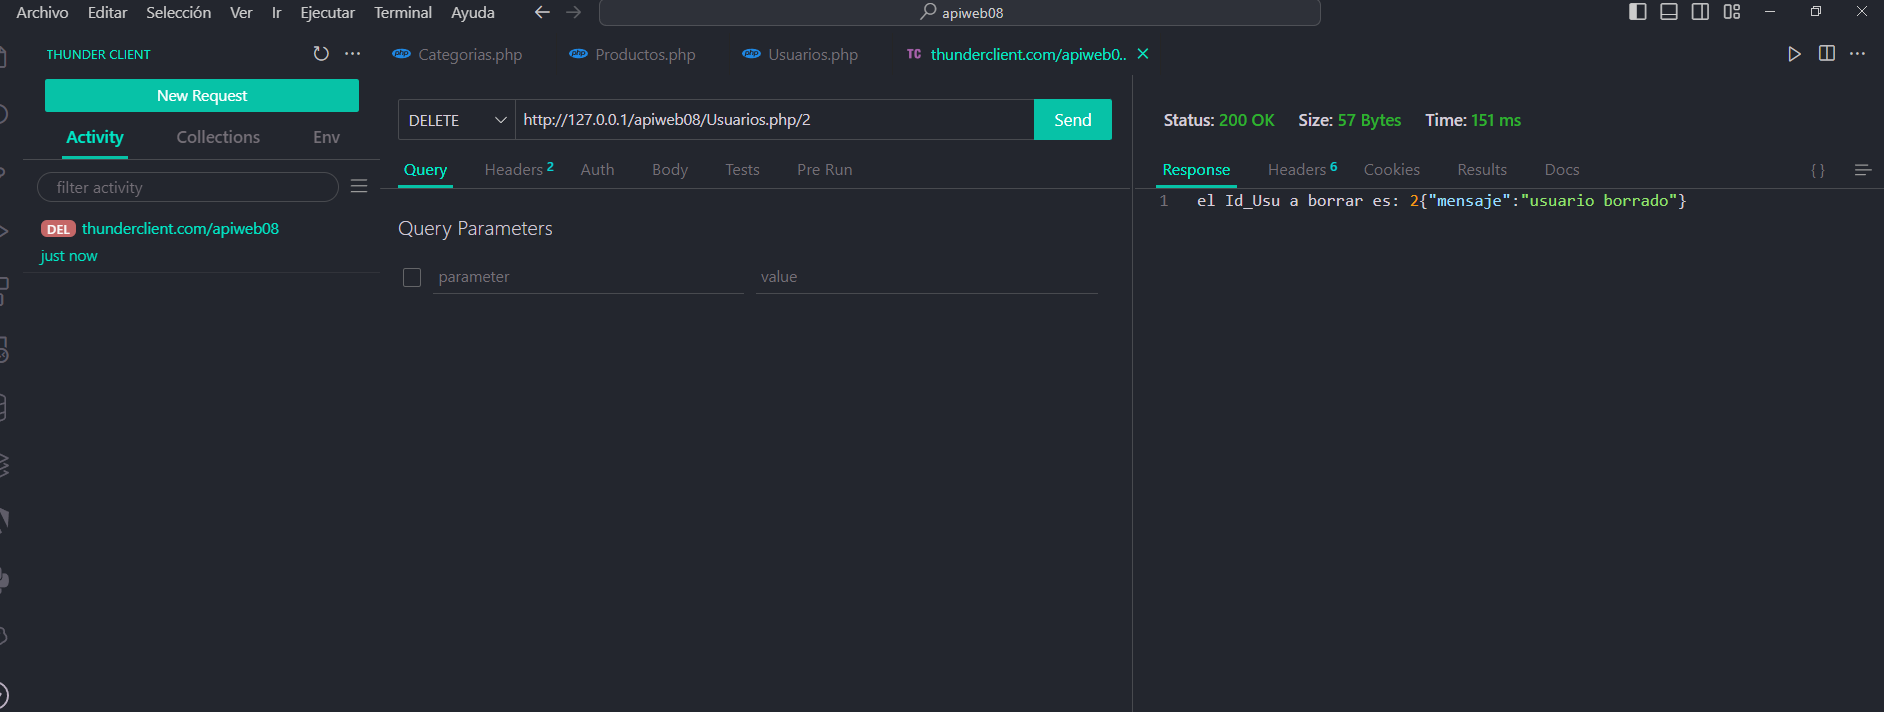 Archivo Editar Selección Ver Ir Ejecutar Terminal Ayuda
apiweb08
THUNDER CLIENT
New Request
Activity Collections Env
filter activity
DEL thunderclient.com/apiweb08
just now
php Categorias.php php Productos.php php Usuarios.php TC thunderclient.com/apiweb0..
DELETE http://127.0.0.1/apiweb08/Usuarios.php/2 Send
Query Headers 2 Auth Body Tests Pre Run
Query Parameters
parameter value
Status: 200 OK Size: 57 Bytes Time: 151 ms
Response Headers 6 Cookies Results Docs { }
1 el Id_Usu a borrar es: 2{"mensaje":"usuario borrado"}